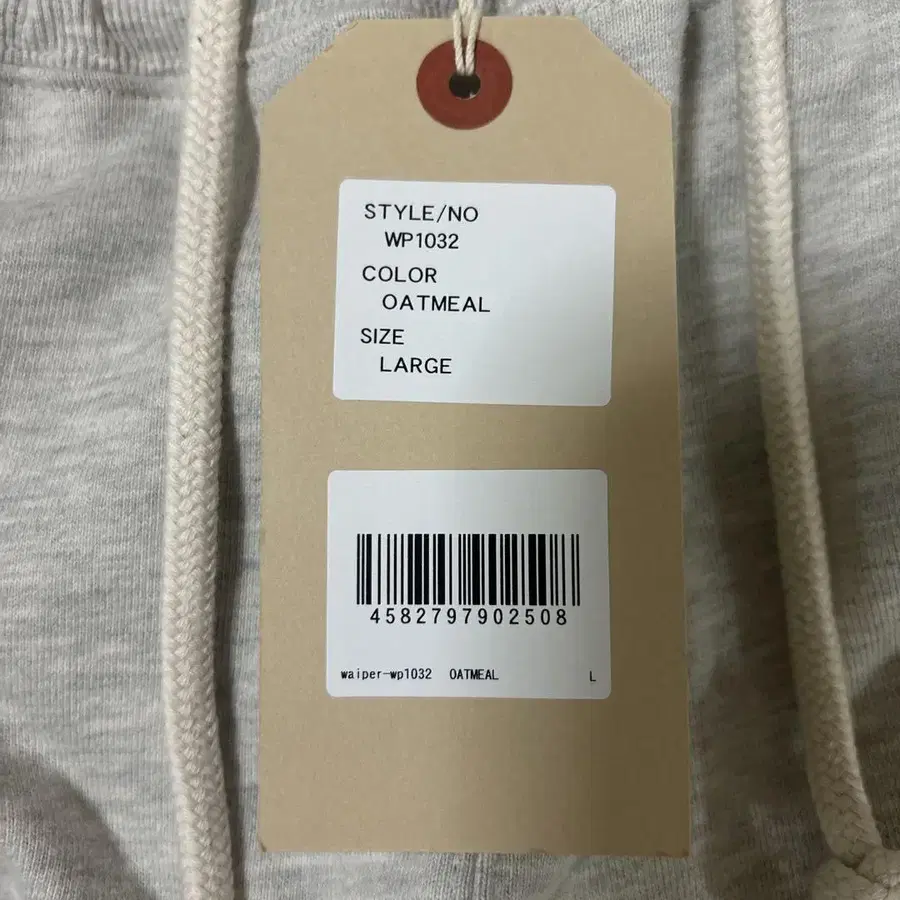 STYLE/NO
WP1032
COLOR
OATMEAL
SIZE
LARGE
4582797902508
waiper-wp1032 OATMEAL L